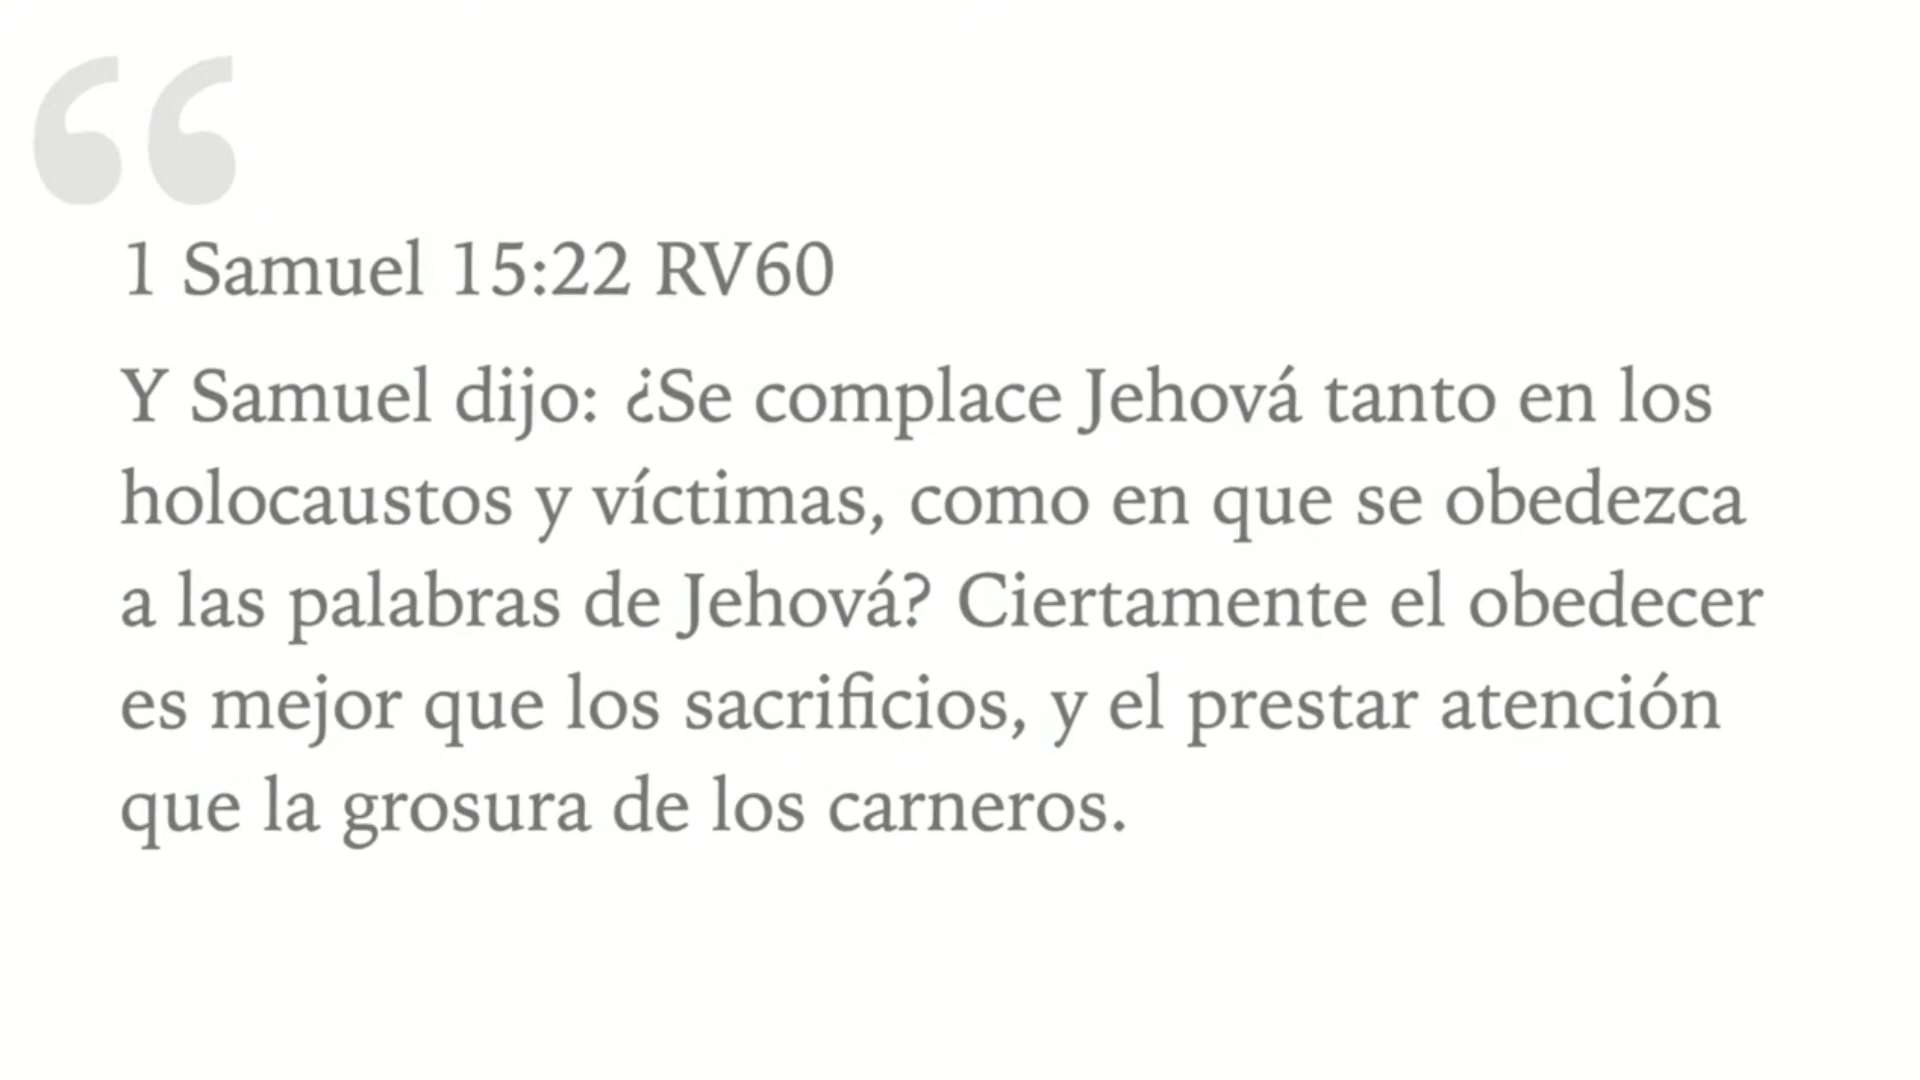 1 Samuel 15:22 RV60
Y Samuel dijo: ¿Se complace Jehová tanto en los
holocaustos y víctimas, como en que se obedezca
a las palabras de Jehová? Ciertamente el obedecer
es mejor que los sacrificios, y el prestar atención
que la grosura de los carneros.